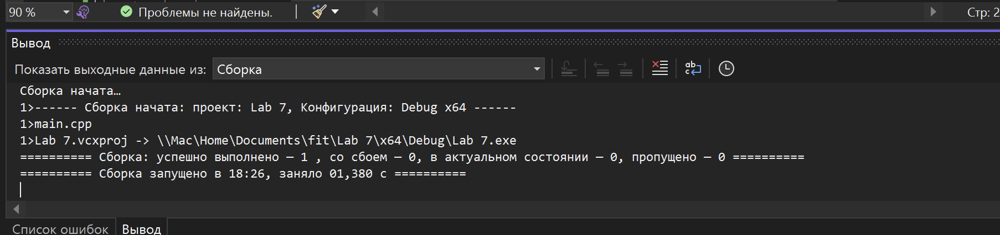 90 %
Проблемы не найдены.
Стр: 2
Вывод
Показать выходные данные из: Сборка
Сборка начата…
1>------ Сборка начата: проект: Lab 7, Конфигурация: Debug x64 ------
1>main.cpp
1>Lab 7.vcxproj -> \\Mac\Home\Documents\fit\Lab 7\x64\Debug\Lab 7.exe
========== Сборка: успешно выполнено — 1 , со сбоем — 0, в актуальном состоянии — 0, пропущено — 0 ==========
========== Сборка запущено в 18:26, заняло 01,380 с ==========
Список ошибок
Вывод